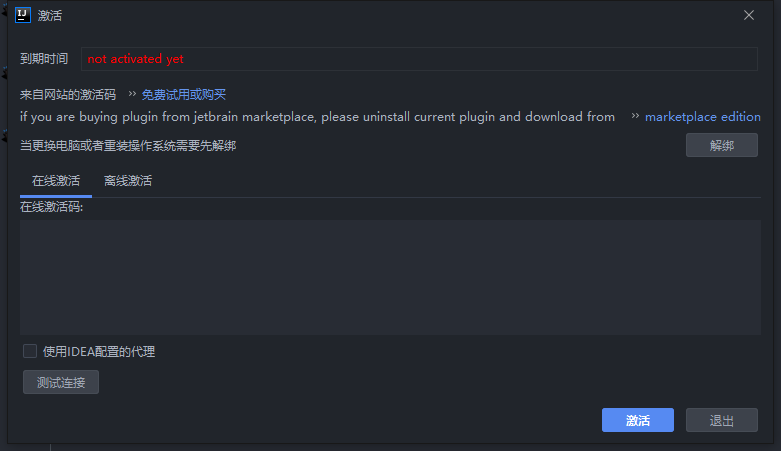 IJ 激活
到期时间 not activated yet
来自网站的激活码 ›› 免费试用或购买
if you are buying plugin from jetbrain marketplace, please uninstall current plugin and download from ›› marketplace edition
当更换电脑或者重装操作系统需要先解绑 解绑
在线激活 离线激活
在线激活码:
使用IDEA配置的代理
测试连接
激活 退出